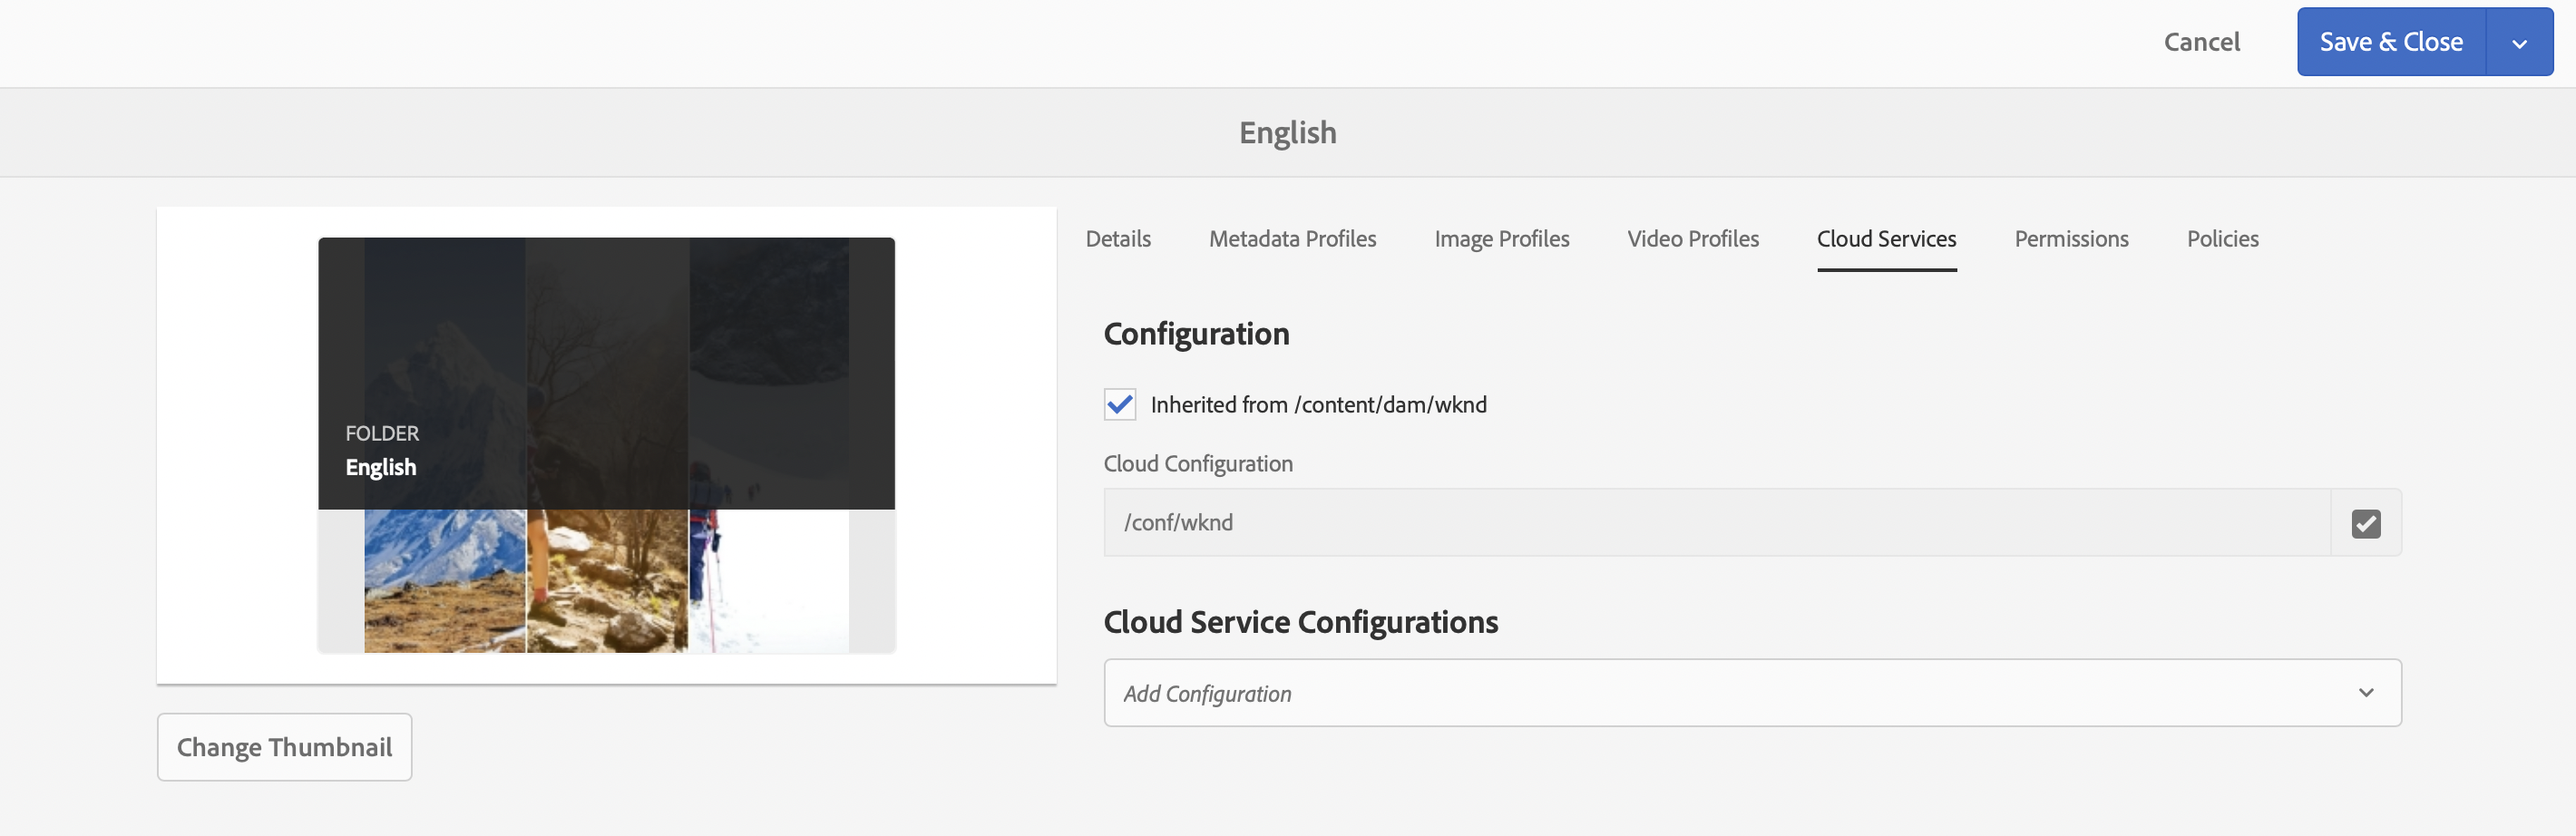 Cancel
Save & Close
English
Details Metadata Profiles Image Profiles Video Profiles Cloud Services Permissions Policies
FOLDER
English
Change Thumbnail
Configuration
Inherited from /content/dam/wknd
Cloud Configuration
/conf/wknd
Cloud Service Configurations
Add Configuration